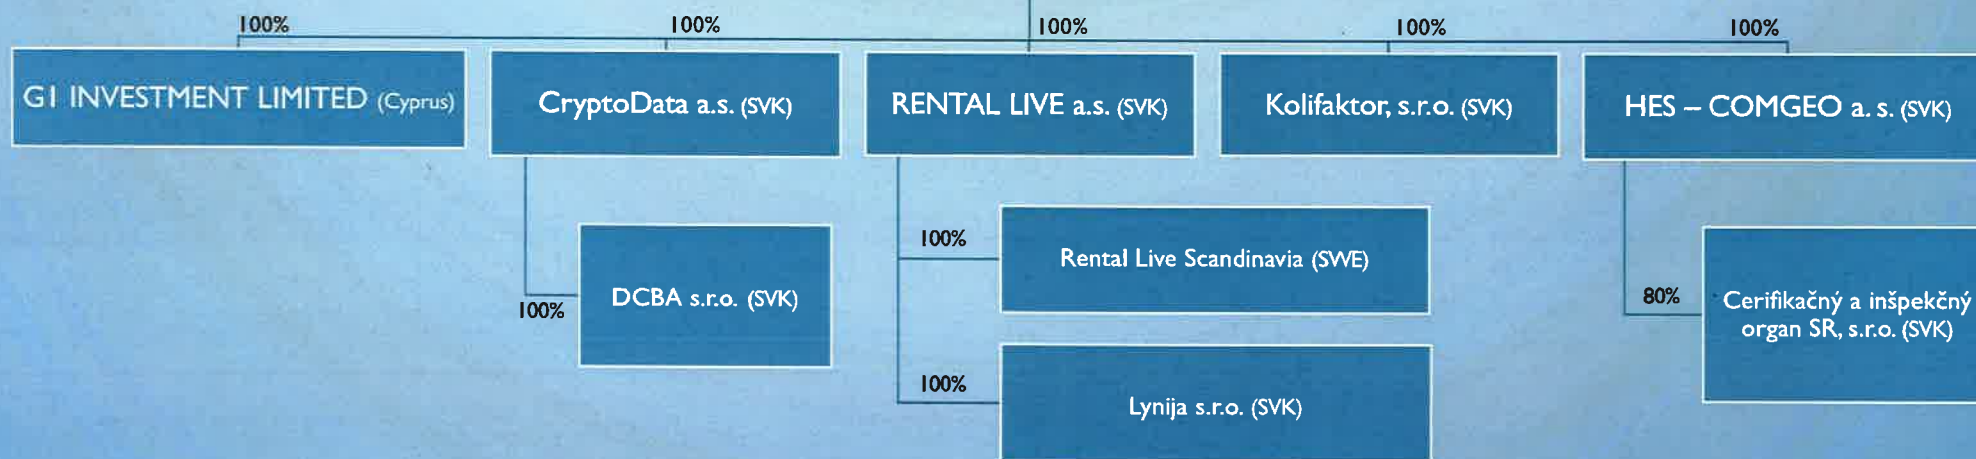 100% 100% 100% 100% 100%
G1 INVESTMENT LIMITED (Cyprus) CryptoData a.s. (SVK) RENTAL LIVE a.s. (SVK) Kolifaktor, s.r.o. (SVK) HES – COMGEO a. s. (SVK)
100% Rental Live Scandinavia (SWE)
100% DCBA s.r.o. (SVK)
80% Cerifikačný a inšpekčný
organ SR, s.r.o. (SVK)
100% Lynija s.r.o. (SVK)